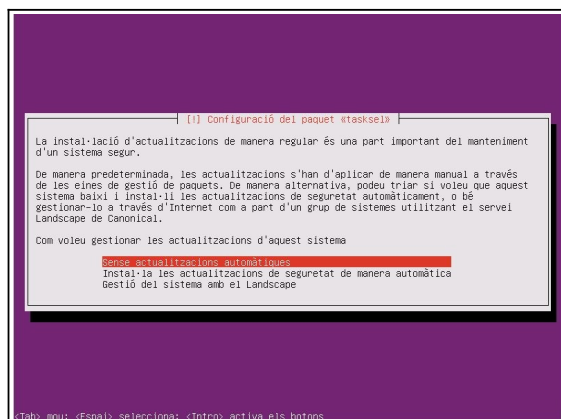 [!] Configuració del paquet «tasksel»
La instal·lació d'actualitzacions de manera regular és una part important del manteniment
d'un sistema segur.
De manera predeterminada, les actualitzacions s'han d'aplicar de manera manual a través
de les eines de gestió de paquets. De manera alternativa, podeu triar si voleu que aquest
sistema baixi i instal·li les actualitzacions de seguretat automàticament, o bé
gestionar-lo a través d'Internet com a part d'un grup de sistemes utilitzant el servei
Landscape de Canonical.
Com voleu gestionar les actualitzacions d'aquest sistema
Sense actualitzacions automàtiques
Instal·la les actualitzacions de seguretat de manera automàtica
Gestió del sistema amb el Landscape
<Tab> mou; <Espai> selecciona; <Intro> activa els botons